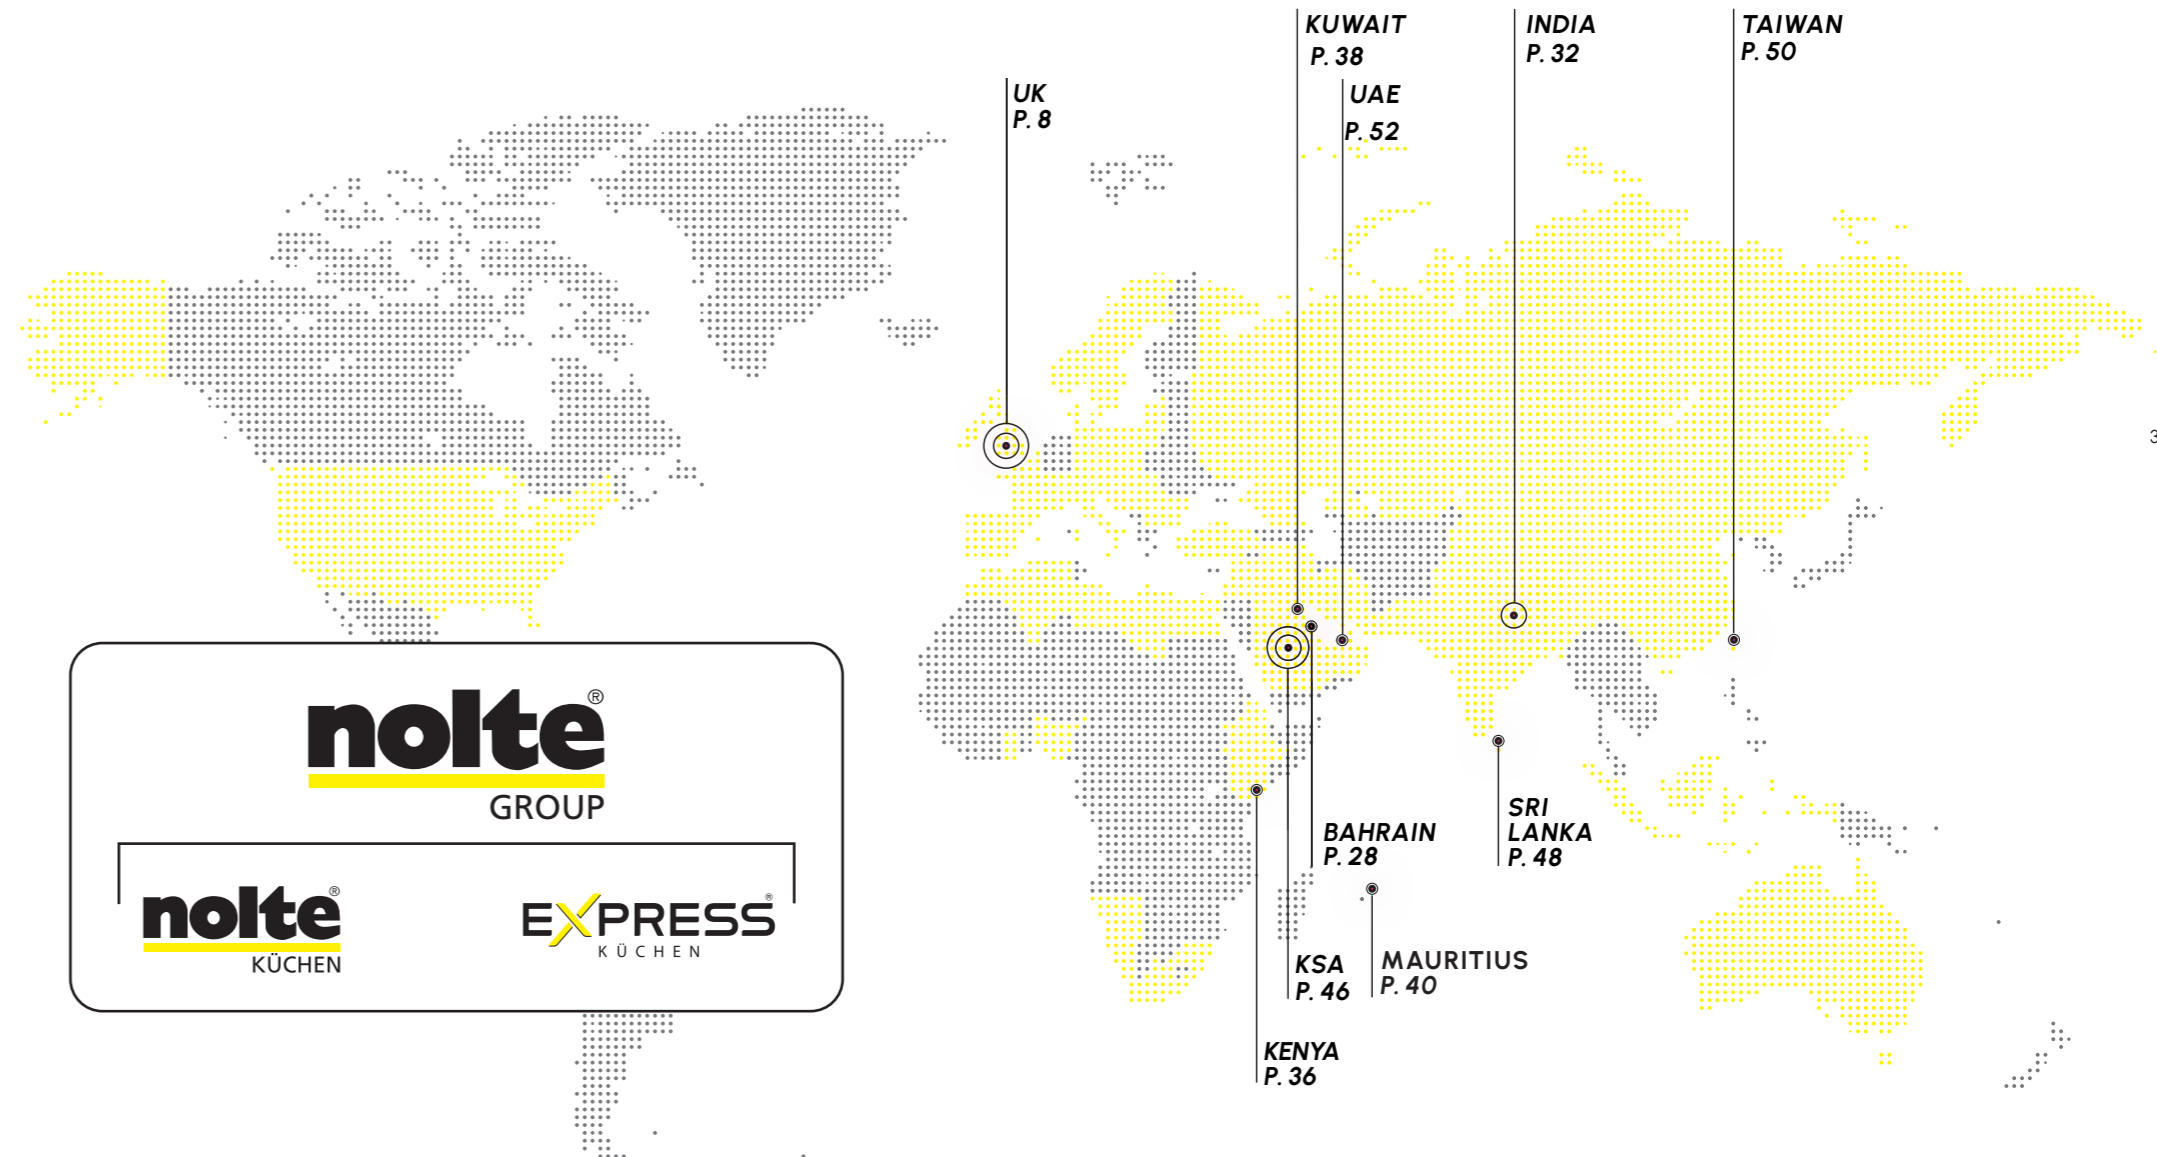 KUWAIT
P. 38
INDIA
P. 32
TAIWAN
P. 50
UK
P. 8
UAE
P. 52
3
nolte®
GROUP
nolte®
KÜCHEN
EXPRESS®
KÜCHEN
BAHRAIN
P. 28
SRI
LANKA
P. 48
KSA
P. 46
MAURITIUS
P. 40
KENYA
P. 36